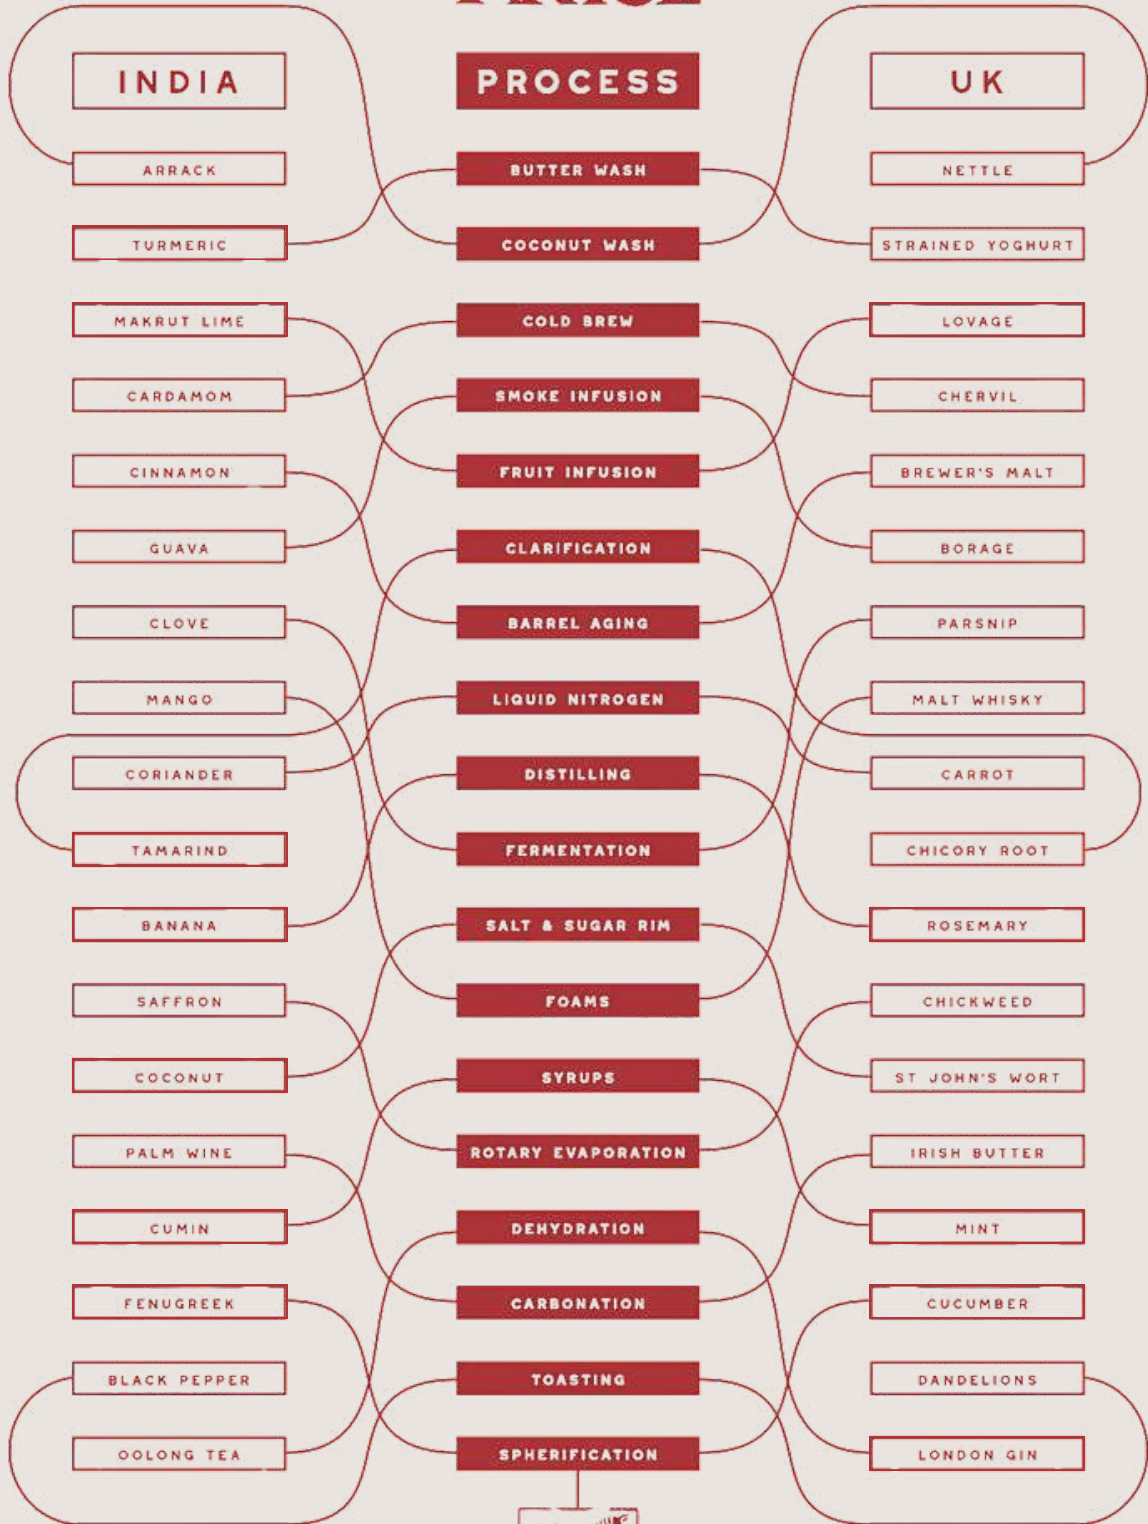 INDIA PROCESS UK
ARRACK BUTTER WASH NETTLE
TURMERIC COCONUT WASH STRAINED YOGHURT
MAKRUT LIME COLD BREW LOVAGE
CARDAMOM SMOKE INFUSION CHERVIL
CINNAMON FRUIT INFUSION BREWER'S MALT
GUAVA CLARIFICATION BORAGE
CLOVE BARREL AGING PARSNIP
MANGO LIQUID NITROGEN MALT WHISKY
CORIANDER DISTILLING CARROT
TAMARIND FERMENTATION CHICORY ROOT
BANANA SALT & SUGAR RIM ROSEMARY
SAFFRON FOAMS CHICKWEED
COCONUT SYRUPS ST JOHN'S WORT
PALM WINE ROTARY EVAPORATION IRISH BUTTER
CUMIN DEHYDRATION MINT
FENUGREEK CARBONATION CUCUMBER
BLACK PEPPER TOASTING DANDELIONS
OOLONG TEA SPHERIFICATION LONDON GIN